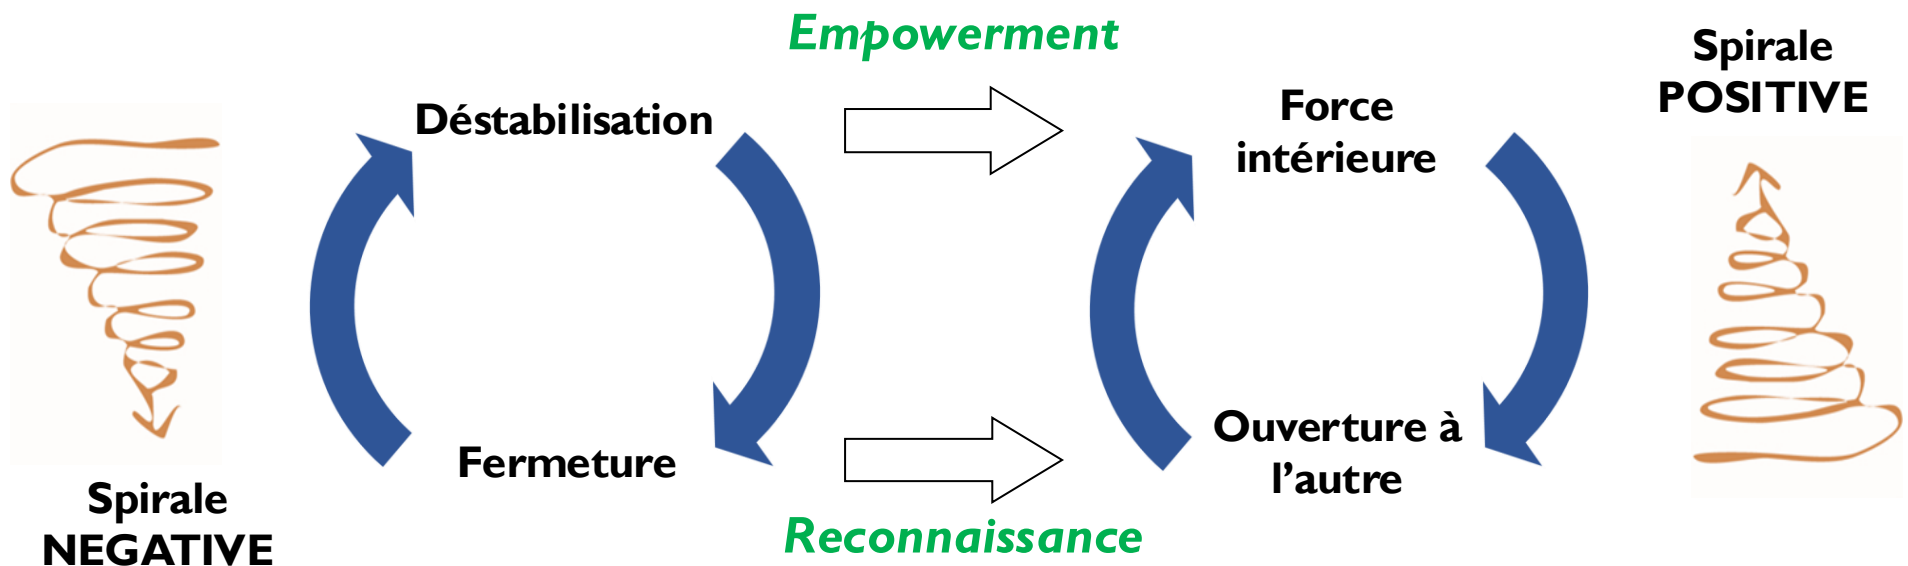 Empowerment
Spirale
POSITIVE
Déstabilisation
Force
intérieure
Fermeture
Ouverture à
l’autre
Spirale
NEGATIVE
Reconnaissance